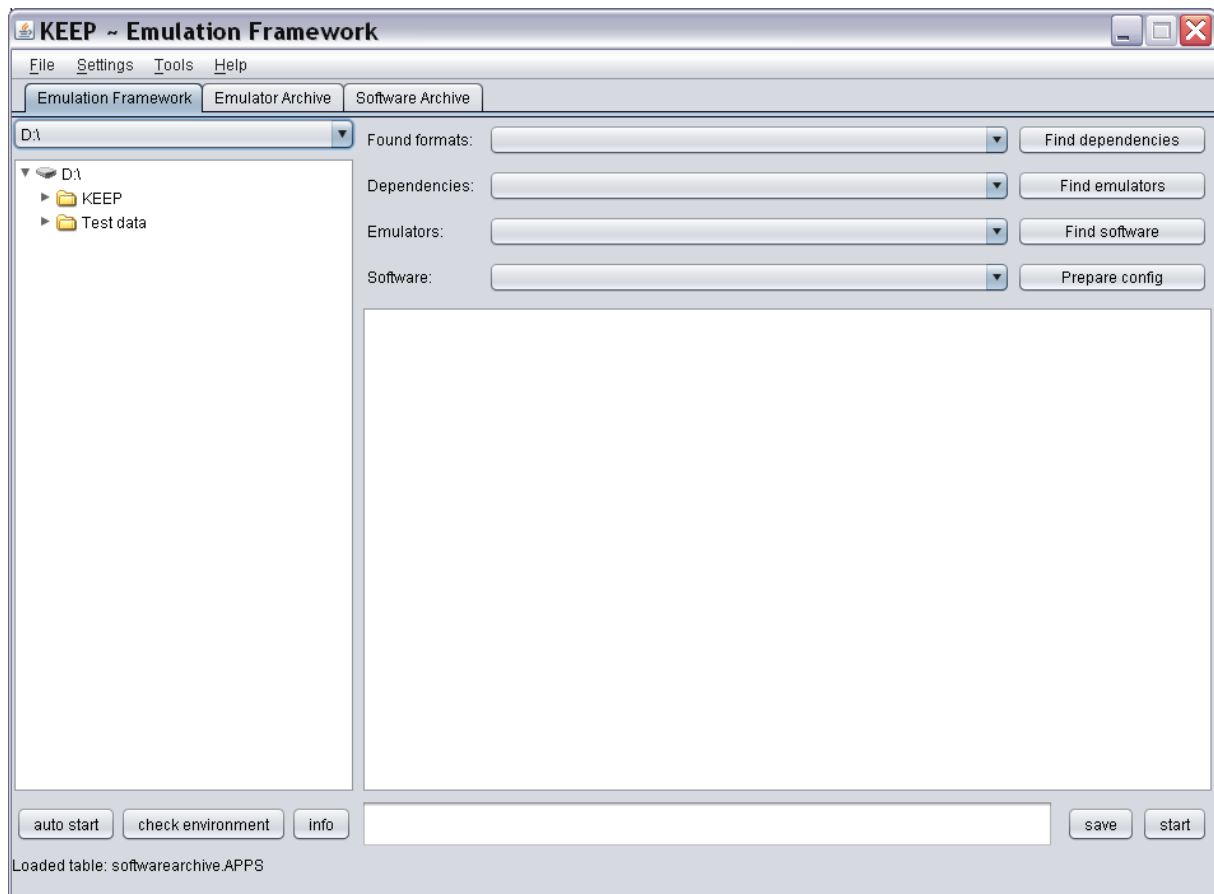 KEEP ~ Emulation Framework
File Settings Tools Help
Emulation Framework Emulator Archive Software Archive
D:\
Found formats: Find dependencies
D:\
KEEP
Dependencies: Find emulators
Test data
Emulators: Find software
Software: Prepare config
auto start check environment info save start
Loaded table: softwarearchive.APPS